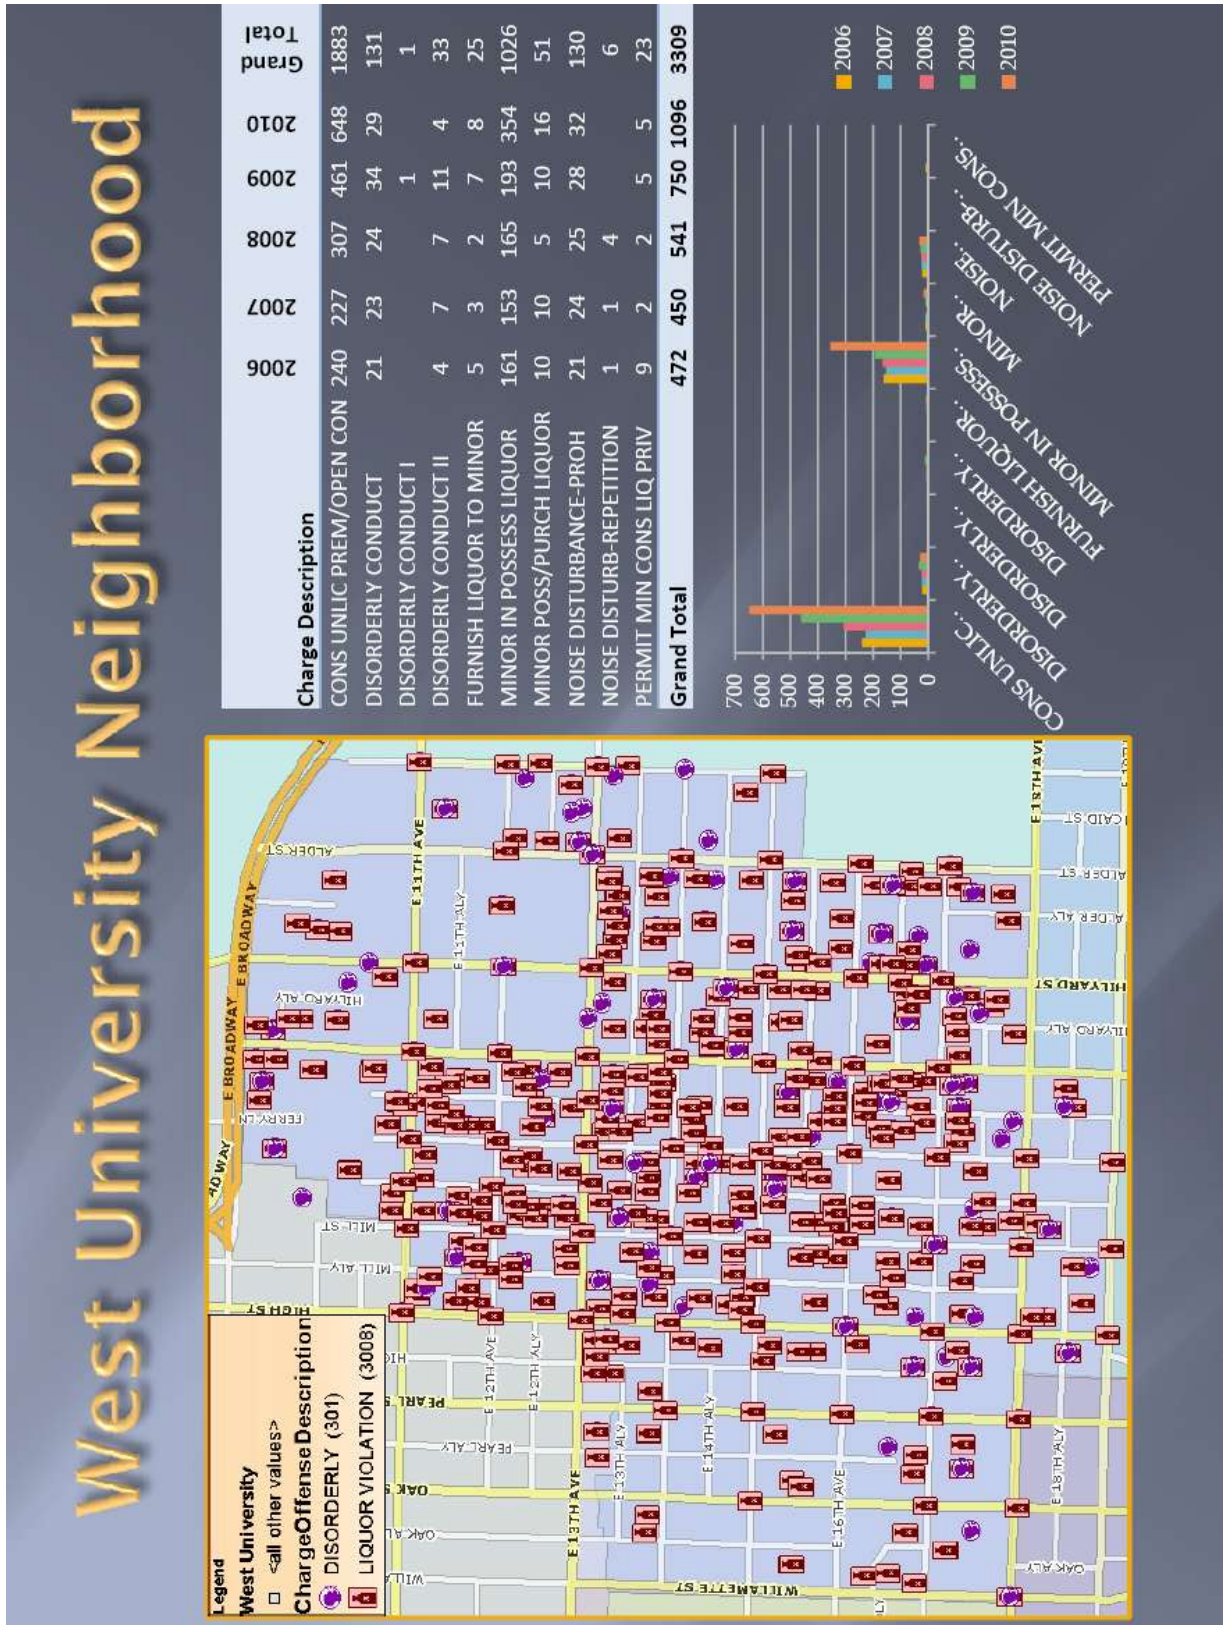 West University Neighborhood
Legend
West University
<all other values>
ChargeOffenseDescription
DISORDERLY (301)
LIQUOR VIOLATION (3008)
E BROADWAY
E BROADWAY
ALDER ST
E 11TH AVE
E 11TH ALY
HILYARD ALY
FERRY LN
MILL ST
MILL ALY
HIGH ST
E 12TH AVE
E 12TH ALY
PEARL S
PEARL ALY
OAK S
OAK AL
WILLA
E 13TH AVE
E 13TH ALY
E 14TH ALY
E 16TH AVE
WILLAMETTE ST
E 18TH AVE
E 18TH ALY
OAK ALY
CAID ST
ALDER ST
ALDER ALY
HILYARD ST
ILYARD ALY
Charge Description 2006 2007 2008 2009 2010 Grand Total
CONS UNLIC PREM/OPEN CON 240 227 307 461 648 1883
DISORDERLY CONDUCT 21 23 24 34 29 131
DISORDERLY CONDUCT I 1 1
DISORDERLY CONDUCT II 4 7 7 11 4 33
FURNISH LIQUOR TO MINOR 5 3 2 7 8 25
MINOR IN POSSESS LIQUOR 161 153 165 193 354 1026
MINOR POSS/PURCH LIQUOR 10 10 5 10 16 51
NOISE DISTURBANCE-PROH 21 24 25 28 32 130
NOISE DISTURB-REPETITION 1 1 4 6
PERMIT MIN CONS LIQ PRIV 9 2 2 5 5 23
Grand Total 472 450 541 750 1096 3309
700
600
500
400
300
200
100
0
CONS UNLIC..
DISORDERLY..
DISORDERLY..
DISORDERLY..
FURNISH LIQUOR..
MINOR IN POSSESS..
MINOR..
NOISE..
NOISE DISTURB-..
PERMIT MIN CONS..
2006
2007
2008
2009
2010